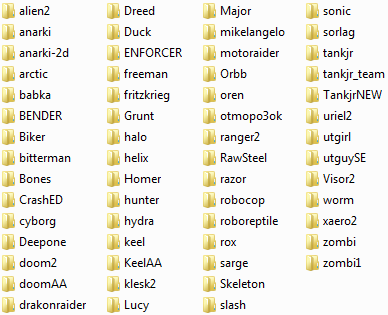 alien2
anarki
anarki-2d
arctic
babka
BENDER
Biker
bitterman
Bones
CrashED
cyborg
Deepone
doom2
doomAA
drakonraider
Dreed
Duck
ENFORCER
freeman
fritzkrieg
Grunt
halo
helix
Homer
hunter
hydra
keel
KeelAA
klesk2
Lucy
Major
mikelangelo
motoraider
Orbb
oren
otmopo3ok
ranger2
RawSteel
razor
robocop
roboreptile
rox
sarge
Skeleton
slash
sonic
sorlag
tankjr
tankjr_team
TankjrNEW
uriel2
utgirl
utguySE
Visor2
worm
xaero2
zombi
zombi1